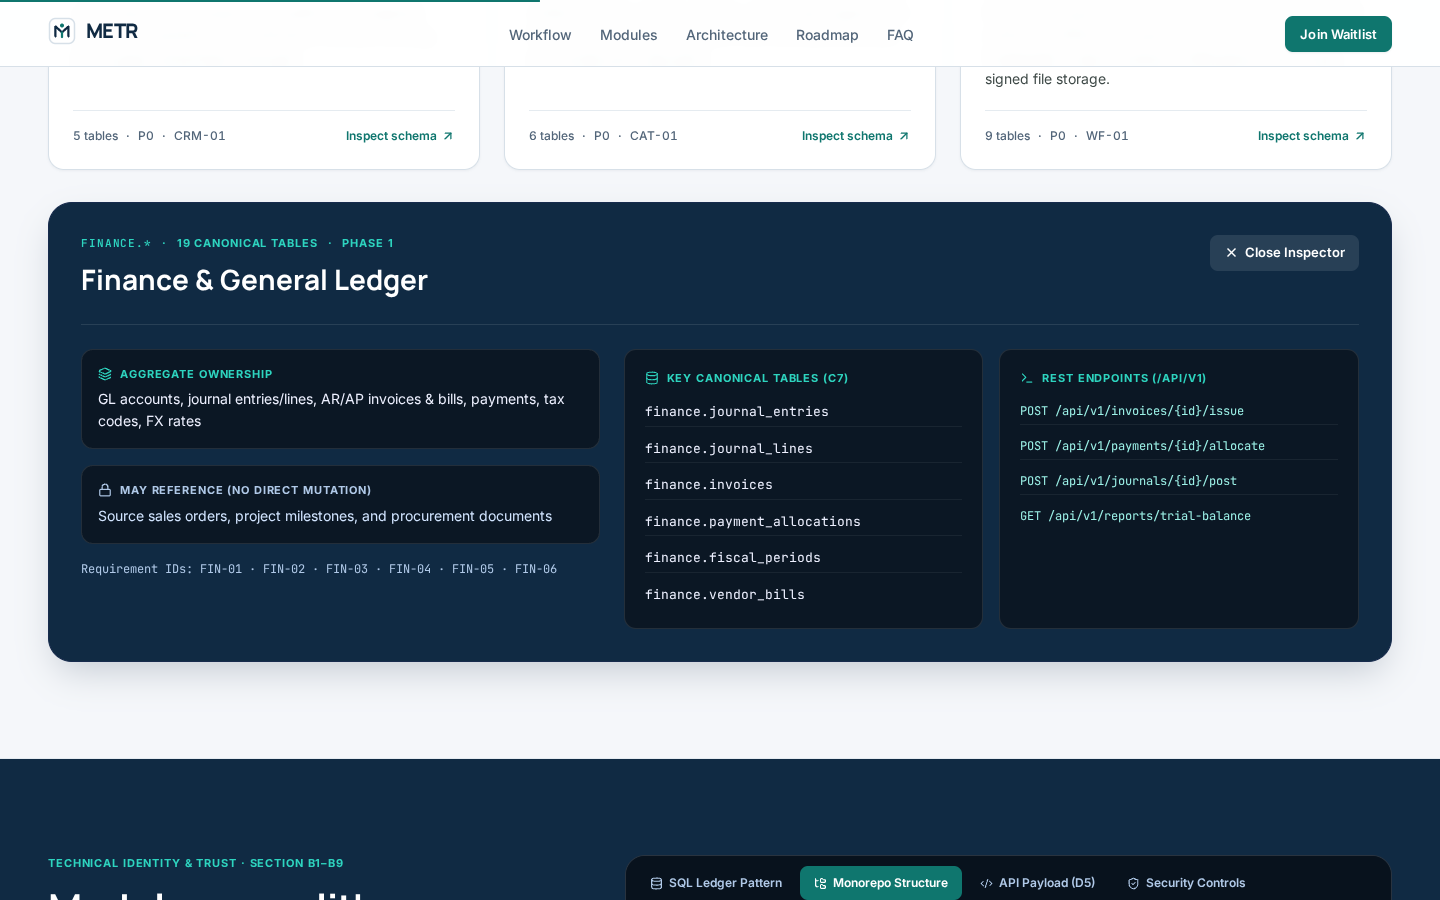 METR
Workflow
Modules
Architecture
Roadmap
FAQ
Join Waitlist
signed file storage.
5 tables · P0 · CRM-01
Inspect schema
6 tables · P0 · CAT-01
Inspect schema
9 tables · P0 · WF-01
Inspect schema
FINANCE.* · 19 CANONICAL TABLES · PHASE 1
Finance & General Ledger
Close Inspector
AGGREGATE OWNERSHIP
GL accounts, journal entries/lines, AR/AP invoices & bills, payments, tax
codes, FX rates
MAY REFERENCE (NO DIRECT MUTATION)
Source sales orders, project milestones, and procurement documents
Requirement IDs: FIN-01 · FIN-02 · FIN-03 · FIN-04 · FIN-05 · FIN-06
KEY CANONICAL TABLES (C7)
finance.journal_entries
finance.journal_lines
finance.invoices
finance.payment_allocations
finance.fiscal_periods
finance.vendor_bills
REST ENDPOINTS (/API/V1)
POST /api/v1/invoices/{id}/issue
POST /api/v1/payments/{id}/allocate
POST /api/v1/journals/{id}/post
GET /api/v1/reports/trial-balance
TECHNICAL IDENTITY & TRUST · SECTION B1–B9
SQL Ledger Pattern
Monorepo Structure
API Payload (D5)
Security Controls